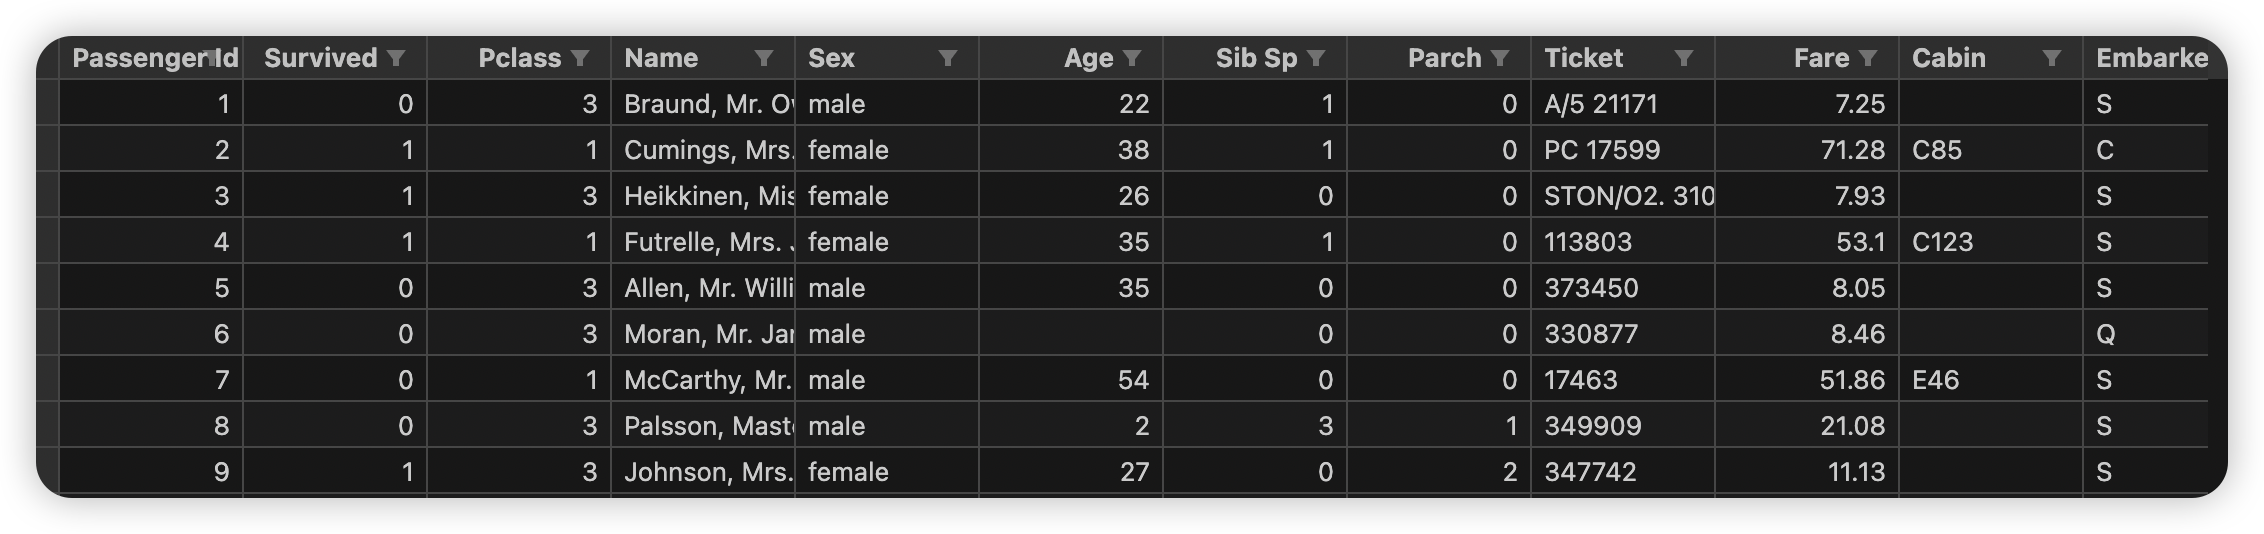 PassengerId Survived Pclass Name Sex Age Sib Sp Parch Ticket Fare Cabin Embarke
1 0 3 Braund, Mr. Ov male 22 1 0 A/5 21171 7.25 S
2 1 1 Cumings, Mrs. female 38 1 0 PC 17599 71.28 C85 C
3 1 3 Heikkinen, Mis female 26 0 0 STON/O2. 310 7.93 S
4 1 1 Futrelle, Mrs. J female 35 1 0 113803 53.1 C123 S
5 0 3 Allen, Mr. Willi male 35 0 0 373450 8.05 S
6 0 3 Moran, Mr. Jar male 0 0 330877 8.46 Q
7 0 1 McCarthy, Mr. male 54 0 0 17463 51.86 E46 S
8 0 3 Palsson, Maste male 2 3 1 349909 21.08 S
9 1 3 Johnson, Mrs. female 27 0 2 347742 11.13 S